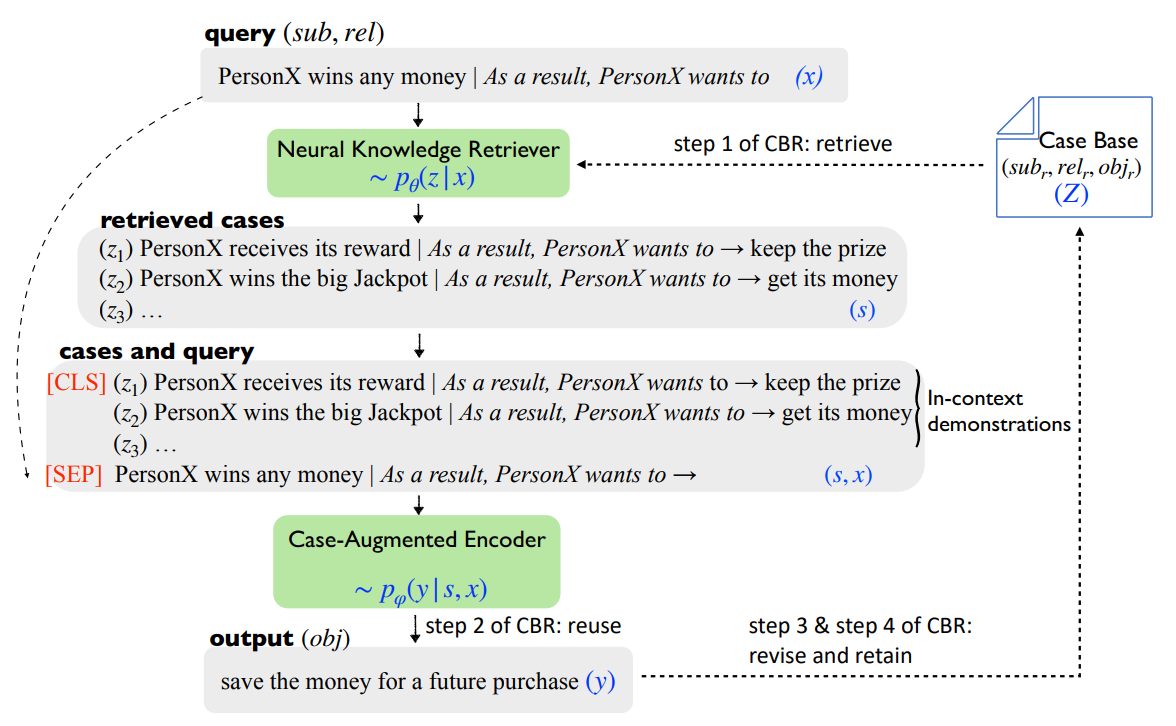 query (sub, rel)
PersonX wins any money | As a result, PersonX wants to (x)
Neural Knowledge Retriever
∼ pθ(z|x)
step 1 of CBR: retrieve
Case Base
(subr, relr, objr)
(Z)
retrieved cases
(z1) PersonX receives its reward | As a result, PersonX wants to → keep the prize
(z2) PersonX wins the big Jackpot | As a result, PersonX wants to → get its money
(z3) … (s)
cases and query
[CLS] (z1) PersonX receives its reward | As a result, PersonX wants to → keep the prize
(z2) PersonX wins the big Jackpot | As a result, PersonX wants to → get its money
(z3) …
In-context
demonstrations
[SEP] PersonX wins any money | As a result, PersonX wants to → (s, x)
Case-Augmented Encoder
∼ pφ(y|s, x)
step 2 of CBR: reuse
output (obj)
save the money for a future purchase (y)
step 3 & step 4 of CBR:
revise and retain